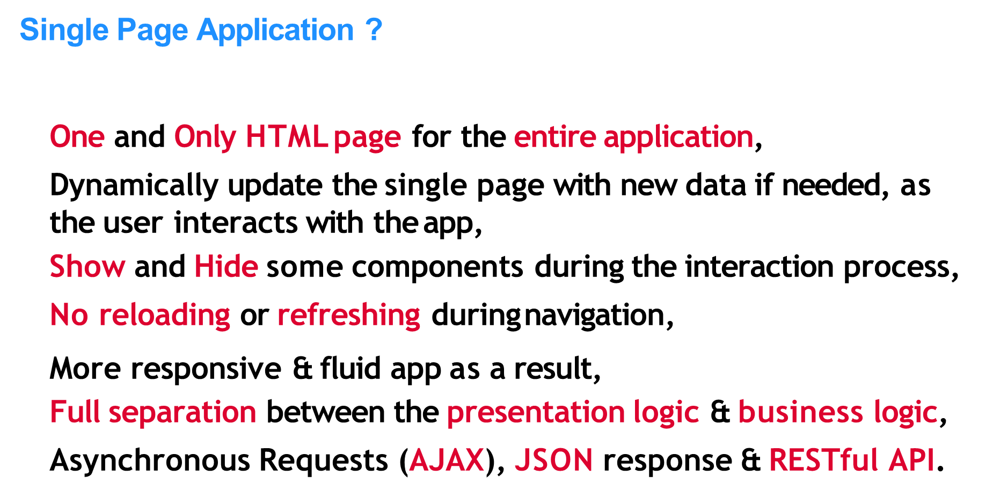 Single Page Application ?
One and Only HTML page for the entire application,
Dynamically update the single page with new data if needed, as
the user interacts with the app,
Show and Hide some components during the interaction process,
No reloading or refreshing during navigation,
More responsive & fluid app as a result,
Full separation between the presentation logic & business logic,
Asynchronous Requests (AJAX), JSON response & RESTful API.